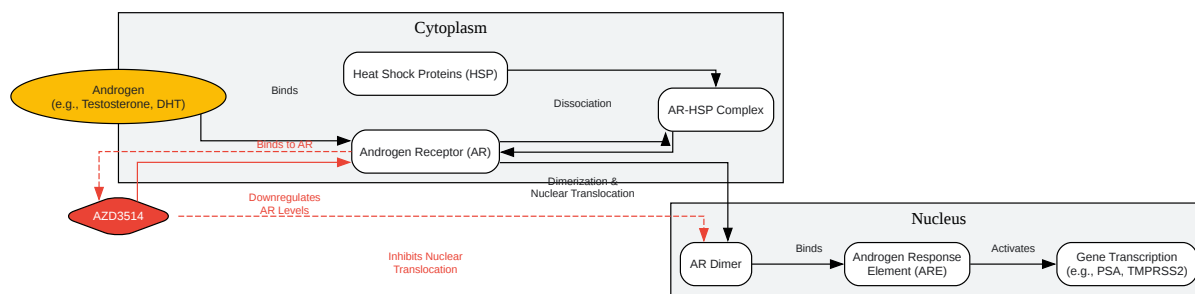 Cytoplasm
Heat Shock Proteins (HSP)
Androgen
(e.g., Testosterone, DHT)
Binds
Dissociation
AR-HSP Complex
Binds to AR
Androgen Receptor (AR)
Dimerization &
Nuclear Translocation
Downregulates
AR Levels
AZD3514
Nucleus
Inhibits Nuclear
Translocation
AR Dimer
Binds
Androgen Response
Element (ARE)
Activates
Gene Transcription
(e.g., PSA, TMPRSS2)